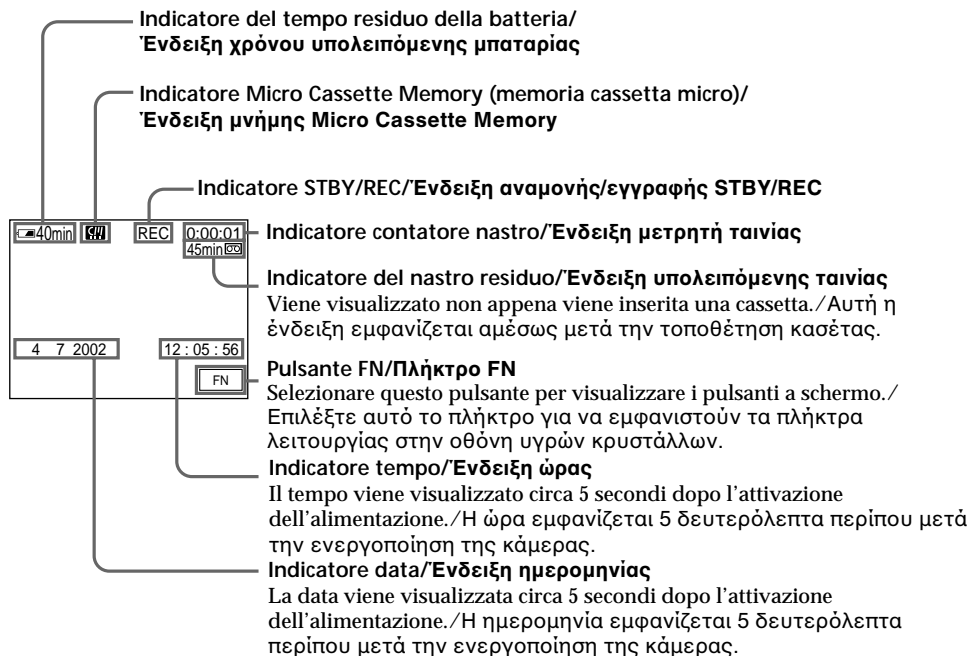 Indicatore del tempo residuo della batteria/
Ένδειξη χρόνου υπολειπόμενης μπαταρίας
Indicatore Micro Cassette Memory (memoria cassetta micro)/
Ένδειξη μνήμης Micro Cassette Memory
Indicatore STBY/REC/Ένδειξη αναμονής/εγγραφής STBY/REC
40min CM REC 0:00:01
Indicatore contatore nastro/Ένδειξη μετρητή ταινίας
45min
Indicatore del nastro residuo/Ένδειξη υπολειπόμενης ταινίας
Viene visualizzato non appena viene inserita una cassetta./Αυτή η
ένδειξη εμφανίζεται αμέσως μετά την τοποθέτηση κασέτας.
4 7 2002 12 : 05 : 56
FN
Pulsante FN/Πλήκτρο FN
Selezionare questo pulsante per visualizzare i pulsanti a schermo./
Επιλέξτε αυτό το πλήκτρο για να εμφανιστούν τα πλήκτρα
λειτουργίας στην οθόνη υγρών κρυστάλλων.
Indicatore tempo/Ένδειξη ώρας
Il tempo viene visualizzato circa 5 secondi dopo l'attivazione
dell'alimentazione./Η ώρα εμφανίζεται 5 δευτερόλεπτα περίπου μετά
την ενεργοποίηση της κάμερας.
Indicatore data/Ένδειξη ημερομηνίας
La data viene visualizzata circa 5 secondi dopo l'attivazione
dell'alimentazione./Η ημερομηνία εμφανίζεται 5 δευτερόλεπτα
περίπου μετά την ενεργοποίηση της κάμερας.